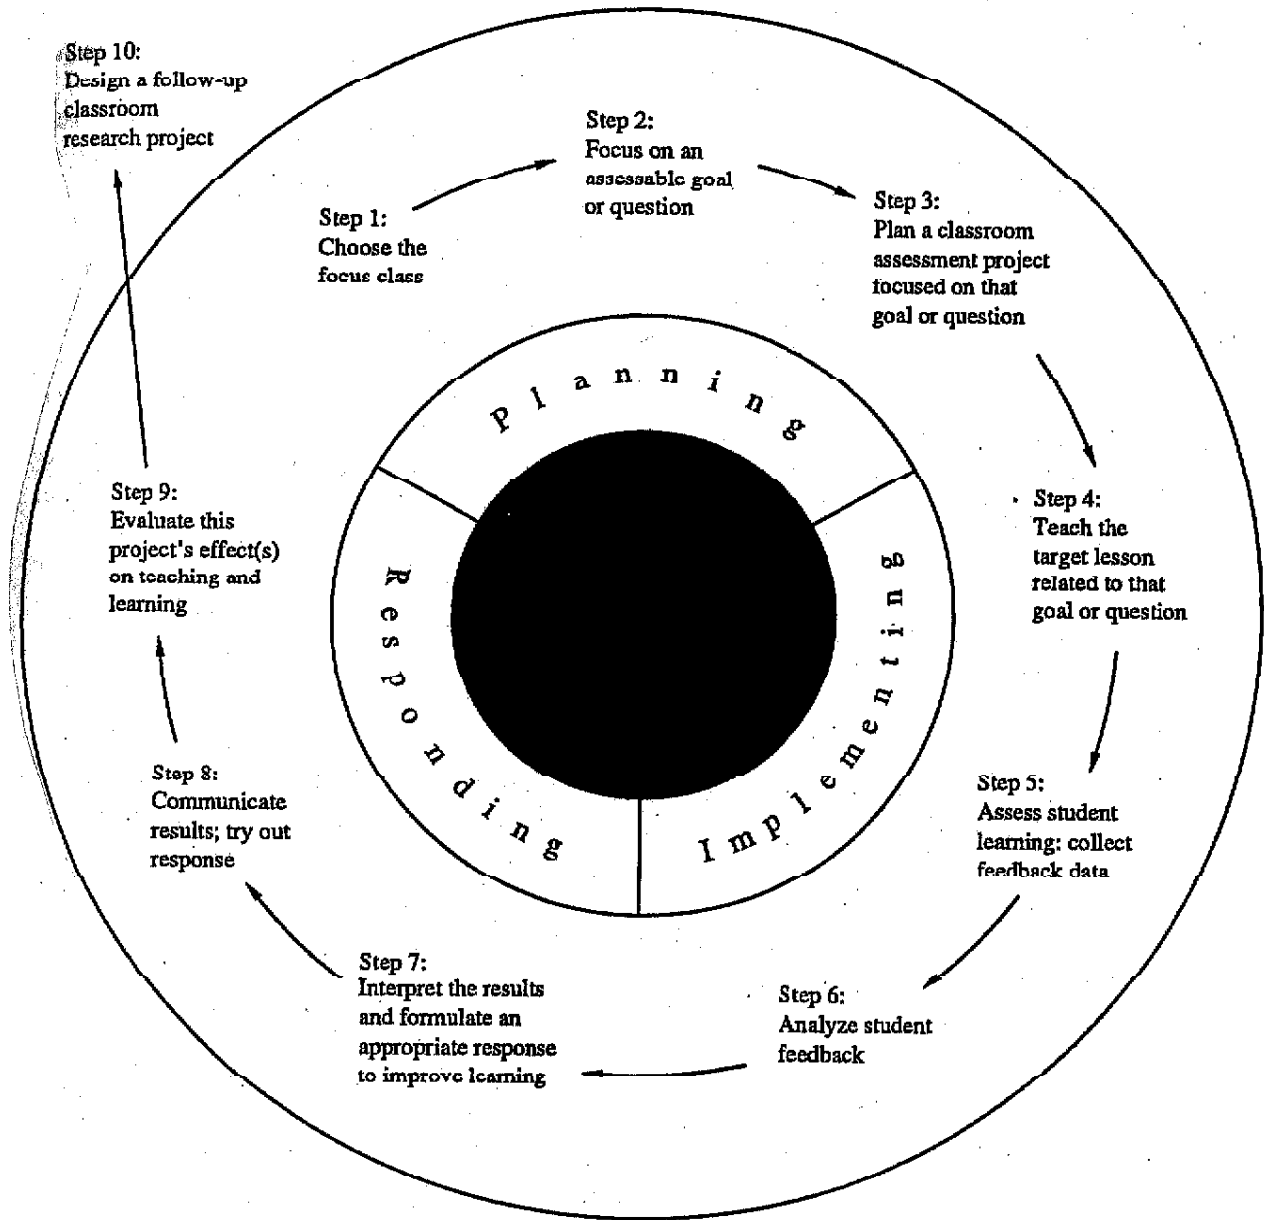 Step 10:
Design a follow-up
classroom
research project
Step 1:
Choose the
focus class
Step 2:
Focus on an
assessable goal
or question
Step 3:
Plan a classroom
assessment project
focused on that
goal or question
Step 4:
Teach the
target lesson
related to that
goal or question
Step 5:
Assess student
learning: collect
feedback data
Step 6:
Analyze student
feedback
Step 7:
Interpret the results
and formulate an
appropriate response
to improve learning
Step 8:
Communicate
results; try out
response
Step 9:
Evaluate this
project's effect(s)
on teaching and
learning
Planning
Implementing
Responding